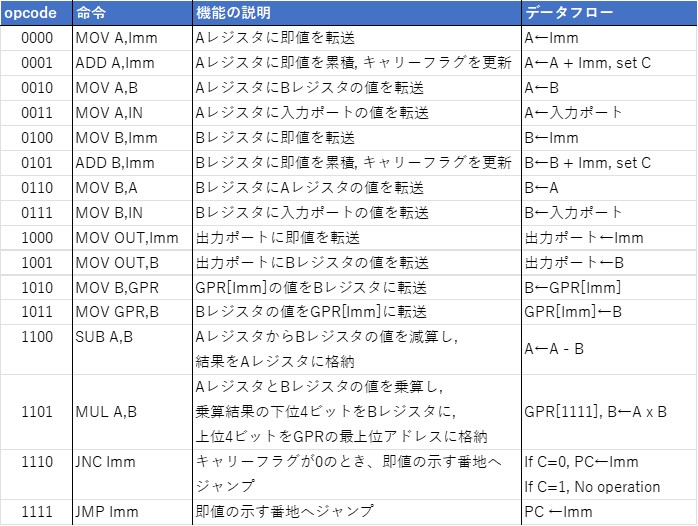 opcode 命令 機能の説明 データフロー
0000 MOV A,Imm Aレジスタに即値を転送 A←Imm
0001 ADD A,Imm Aレジスタに即値を累積, キャリーフラグを更新 A←A + Imm, set C
0010 MOV A,B AレジスタにBレジスタの値を転送 A←B
0011 MOV A,IN Aレジスタに入力ポートの値を転送 A←入力ポート
0100 MOV B,Imm Bレジスタに即値を転送 B←Imm
0101 ADD B,Imm Bレジスタに即値を累積, キャリーフラグを更新 B←B + Imm, set C
0110 MOV B,A BレジスタにAレジスタの値を転送 B←A
0111 MOV B,IN Bレジスタに入力ポートの値を転送 B←入力ポート
1000 MOV OUT,Imm 出力ポートに即値を転送 出力ポート←Imm
1001 MOV OUT,B 出力ポートにBレジスタの値を転送 出力ポート←B
1010 MOV B,GPR GPR[Imm]の値をBレジスタに転送 B←GPR[Imm]
1011 MOV GPR,B Bレジスタの値をGPR[Imm]に転送 GPR[Imm]←B
1100 SUB A,B AレジスタからBレジスタの値を減算し,
結果をAレジスタに格納 A←A - B
1101 MUL A,B AレジスタとBレジスタの値を乗算し,
乗算結果の下位4ビットをBレジスタに,
上位4ビットをGPRの最上位アドレスに格納 GPR[1111], B←A x B
1110 JNC Imm キャリーフラグが0のとき、即値の示す番地へ If C=0, PC←Imm
ジャンプ If C=1, No operation
1111 JMP Imm 即値の示す番地へジャンプ PC ←Imm